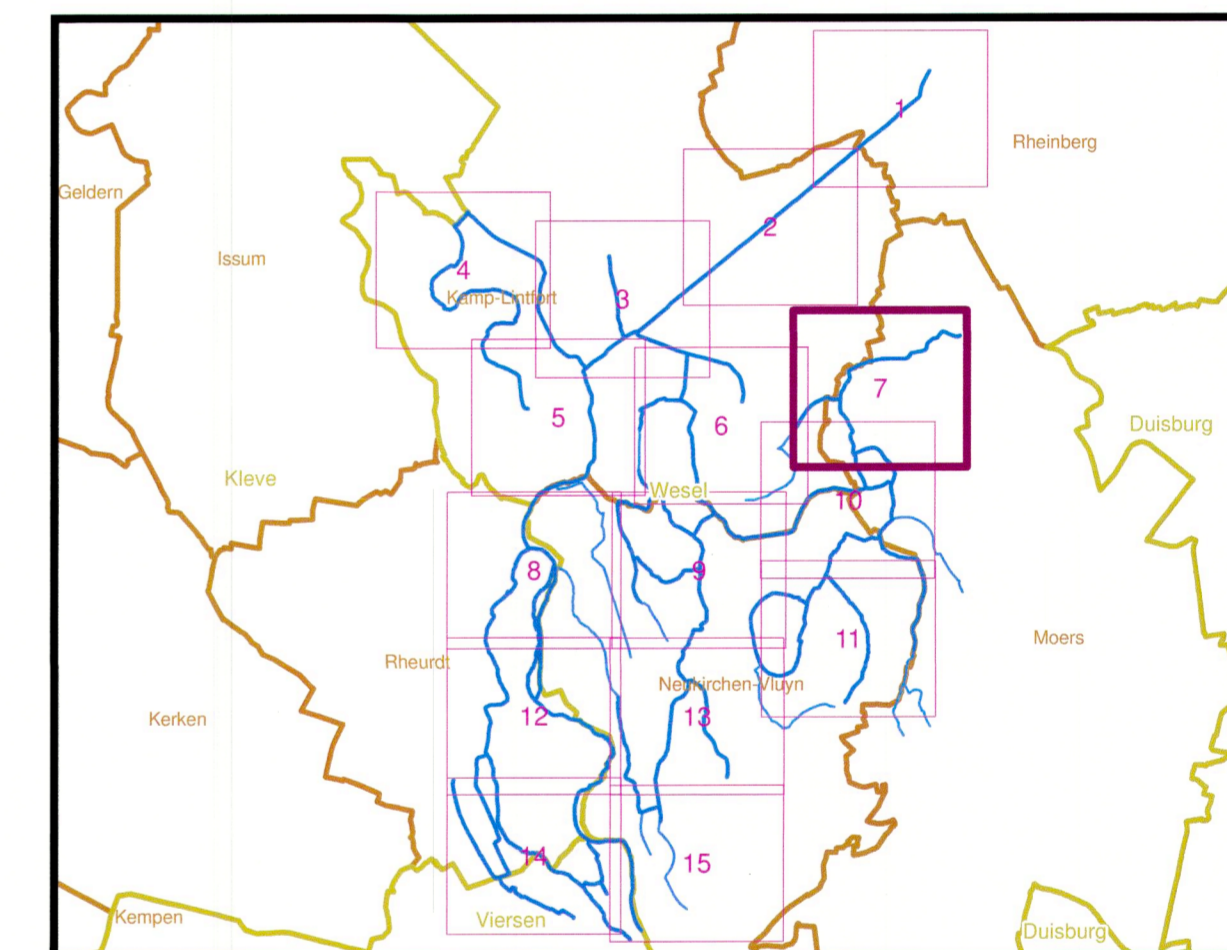 1
Rheinberg
Geldern
2
Issum
4
Kamp-Lintfort
3
7
5
6
Duisburg
Kleve
Wesel
10
8
9
11
Moers
Rheurdt
Neukirchen-Vluyn
Kerken
12
13
14
15
Kempen
Viersen
Duisburg